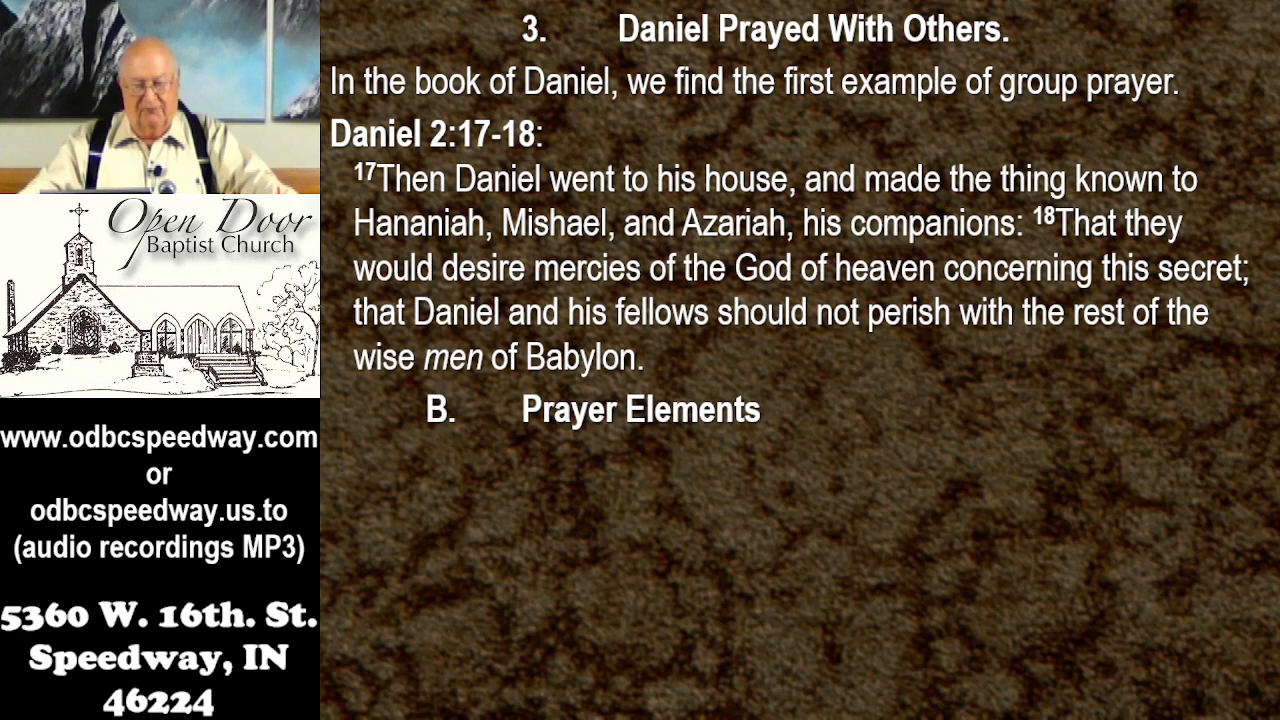 3. Daniel Prayed With Others.
In the book of Daniel, we find the first example of group prayer.
Daniel 2:17-18:
17Then Daniel went to his house, and made the thing known to
Hananiah, Mishael, and Azariah, his companions: 18That they
would desire mercies of the God of heaven concerning this secret;
that Daniel and his fellows should not perish with the rest of the
wise men of Babylon.
B. Prayer Elements
Open Door
Baptist Church
www.odbcspeedway.com
or
odbcspeedway.us.to
(audio recordings MP3)
5360 W. 16th. St.
Speedway, IN
46224